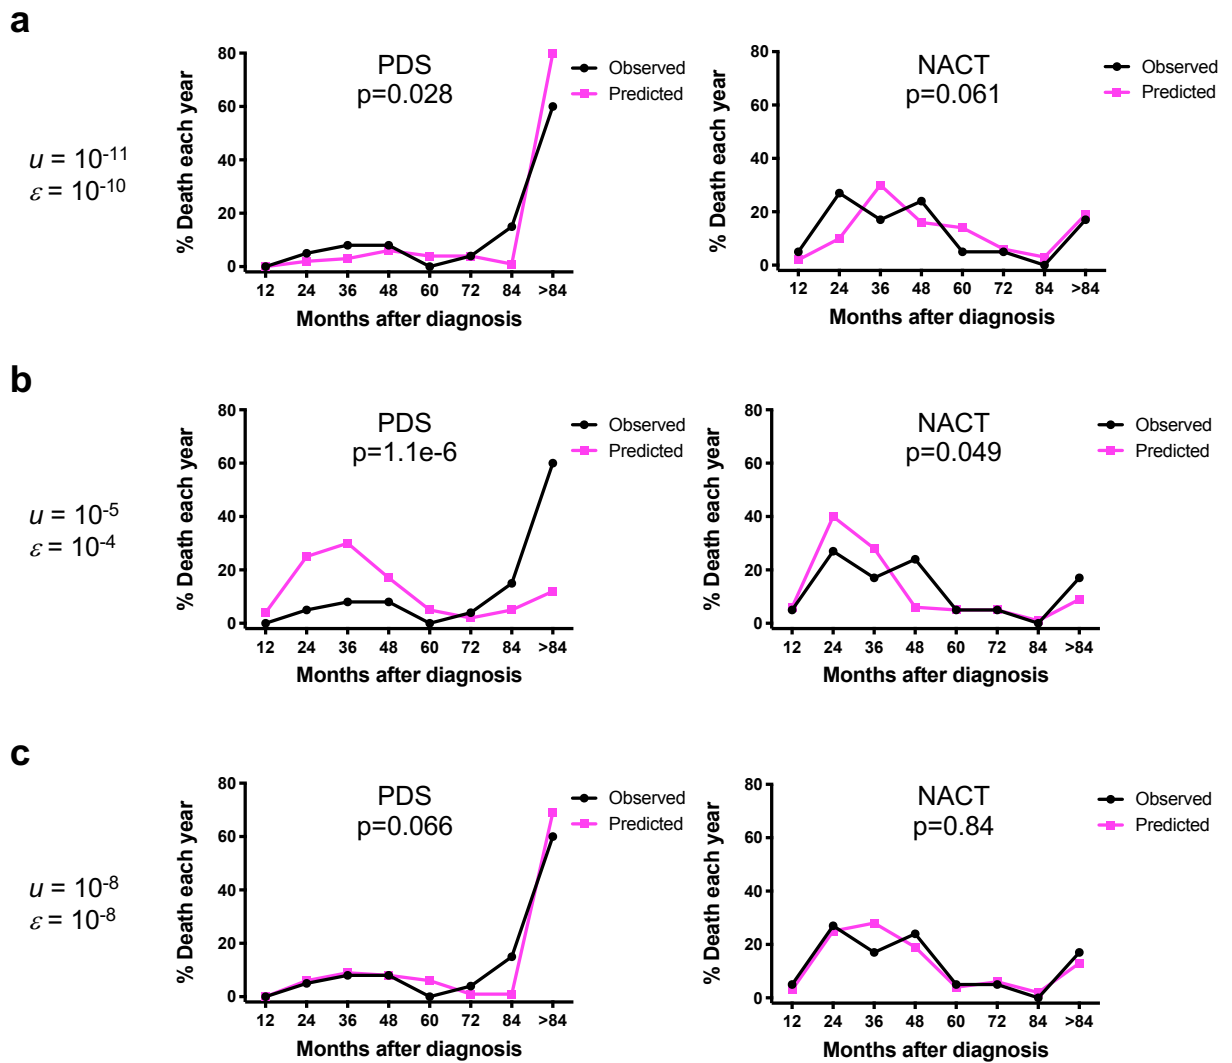 a
u = 10⁻¹¹
ε = 10⁻¹⁰
PDS
p=0.028
Observed
Predicted
% Death each year
80
60
40
20
0
12 24 36 48 60 72 84 >84
Months after diagnosis
NACT
p=0.061
Observed
Predicted
% Death each year
80
60
40
20
0
12 24 36 48 60 72 84 >84
Months after diagnosis
b
u = 10⁻⁵
ε = 10⁻⁴
PDS
p=1.1e-6
Observed
Predicted
% Death each year
80
60
40
20
0
12 24 36 48 60 72 84 >84
Months after diagnosis
NACT
p=0.049
Observed
Predicted
% Death each year
80
60
40
20
0
12 24 36 48 60 72 84 >84
Months after diagnosis
c
u = 10⁻⁸
ε = 10⁻⁸
PDS
p=0.066
Observed
Predicted
% Death each year
80
60
40
20
0
12 24 36 48 60 72 84 >84
Months after diagnosis
NACT
p=0.84
Observed
Predicted
% Death each year
80
60
40
20
0
12 24 36 48 60 72 84 >84
Months after diagnosis